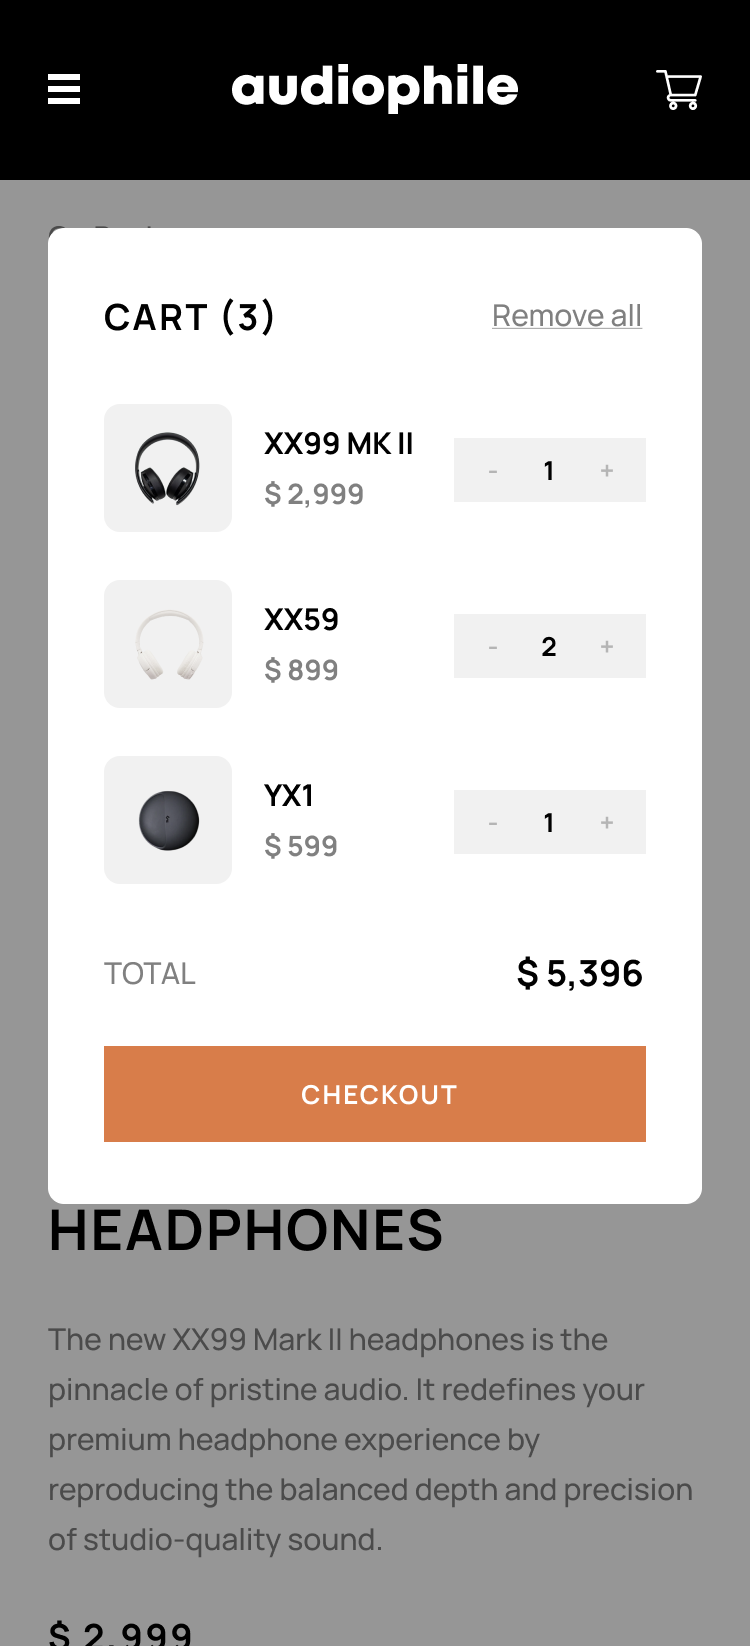 audiophile
CART (3)
Remove all
XX99 MK II
$ 2,999
- 1 +
XX59
$ 899
- 2 +
YX1
$ 599
- 1 +
TOTAL
$ 5,396
CHECKOUT
HEADPHONES
The new XX99 Mark II headphones is the
pinnacle of pristine audio. It redefines your
premium headphone experience by
reproducing the balanced depth and precision
of studio-quality sound.
$ 2,999